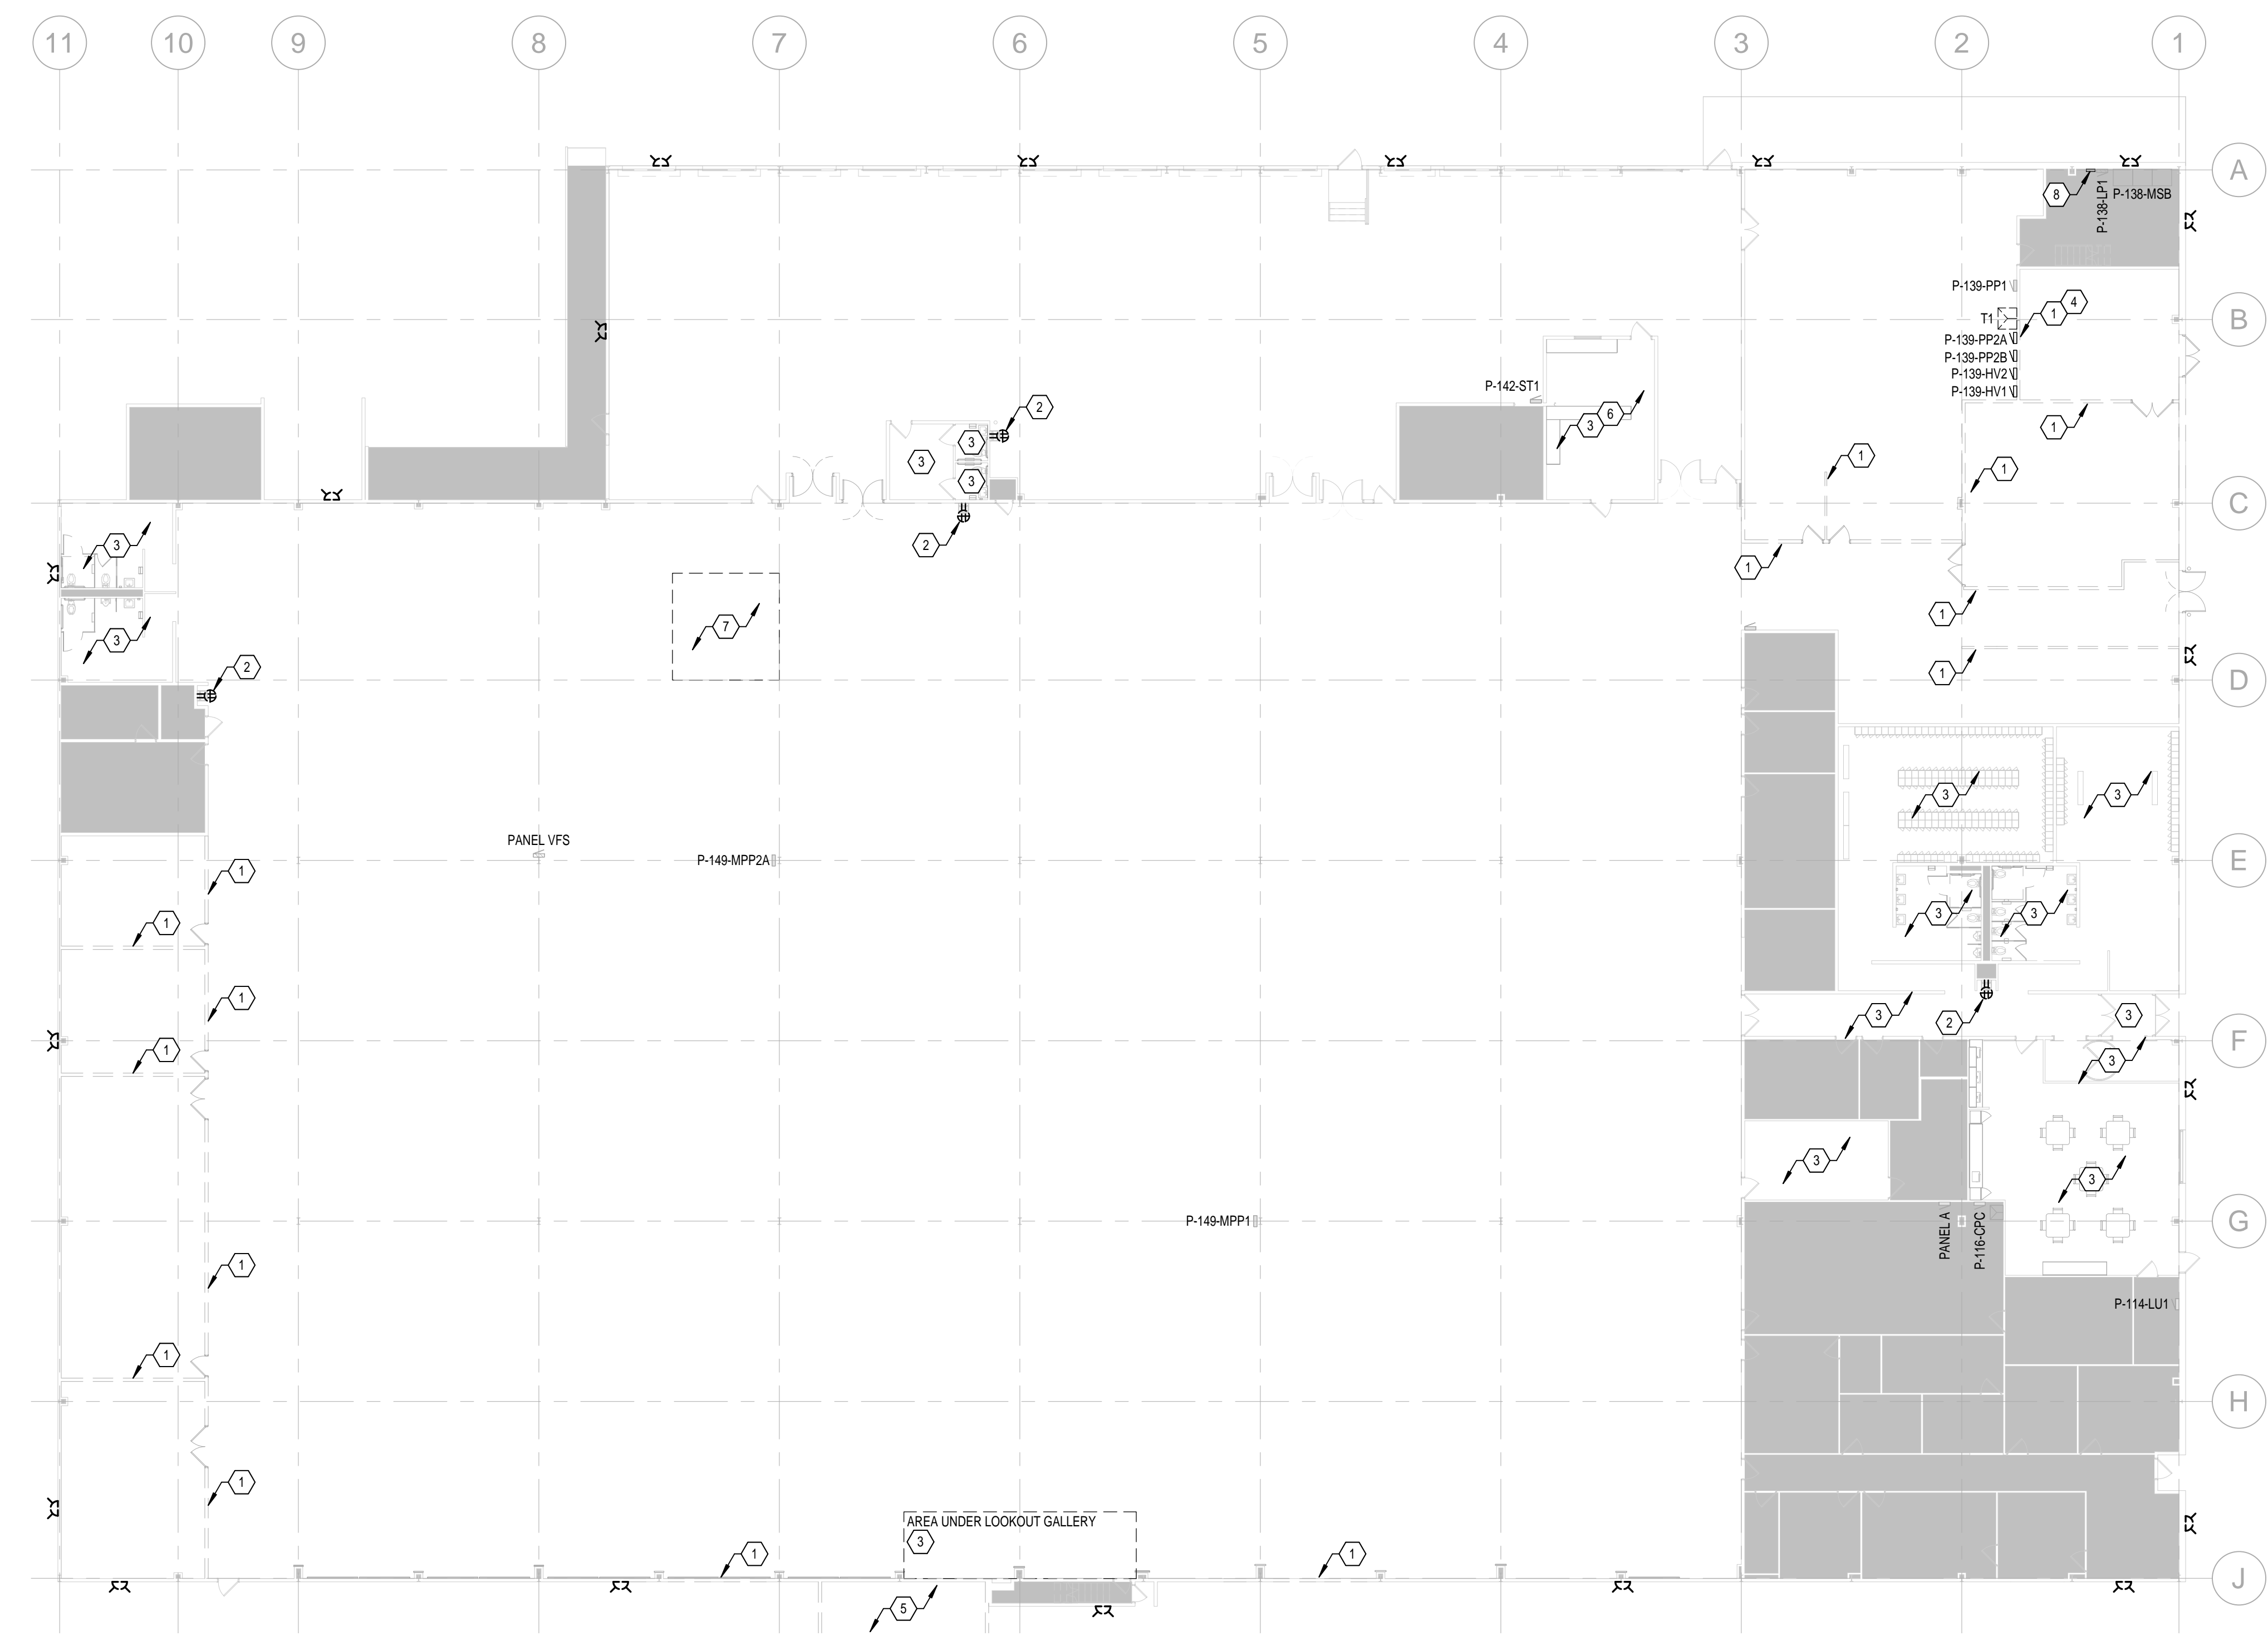 11 10 9 8 7 6 5 4 3 2 1
A
8
P-138-LP1
P-138-MSB
P-139-PP1
4
T1
1
B
P-139-PP2A
P-139-PP2B
P-139-HV2
P-142-ST1
P-139-HV1
2
3
6
3
1
3
3
1
1
3
C
2
3
1
1
7
3
2
1
D
3
3
PANEL VFS
P-149-MPP2A
E
1
1
3
3
1
3
3
2
F
1
3
3
3
P-149-MPP1
G
PANEL A
P-116-CPC
1
P-114-LU1
1
H
1
AREA UNDER LOOKOUT GALLERY
3
1
1
J
5